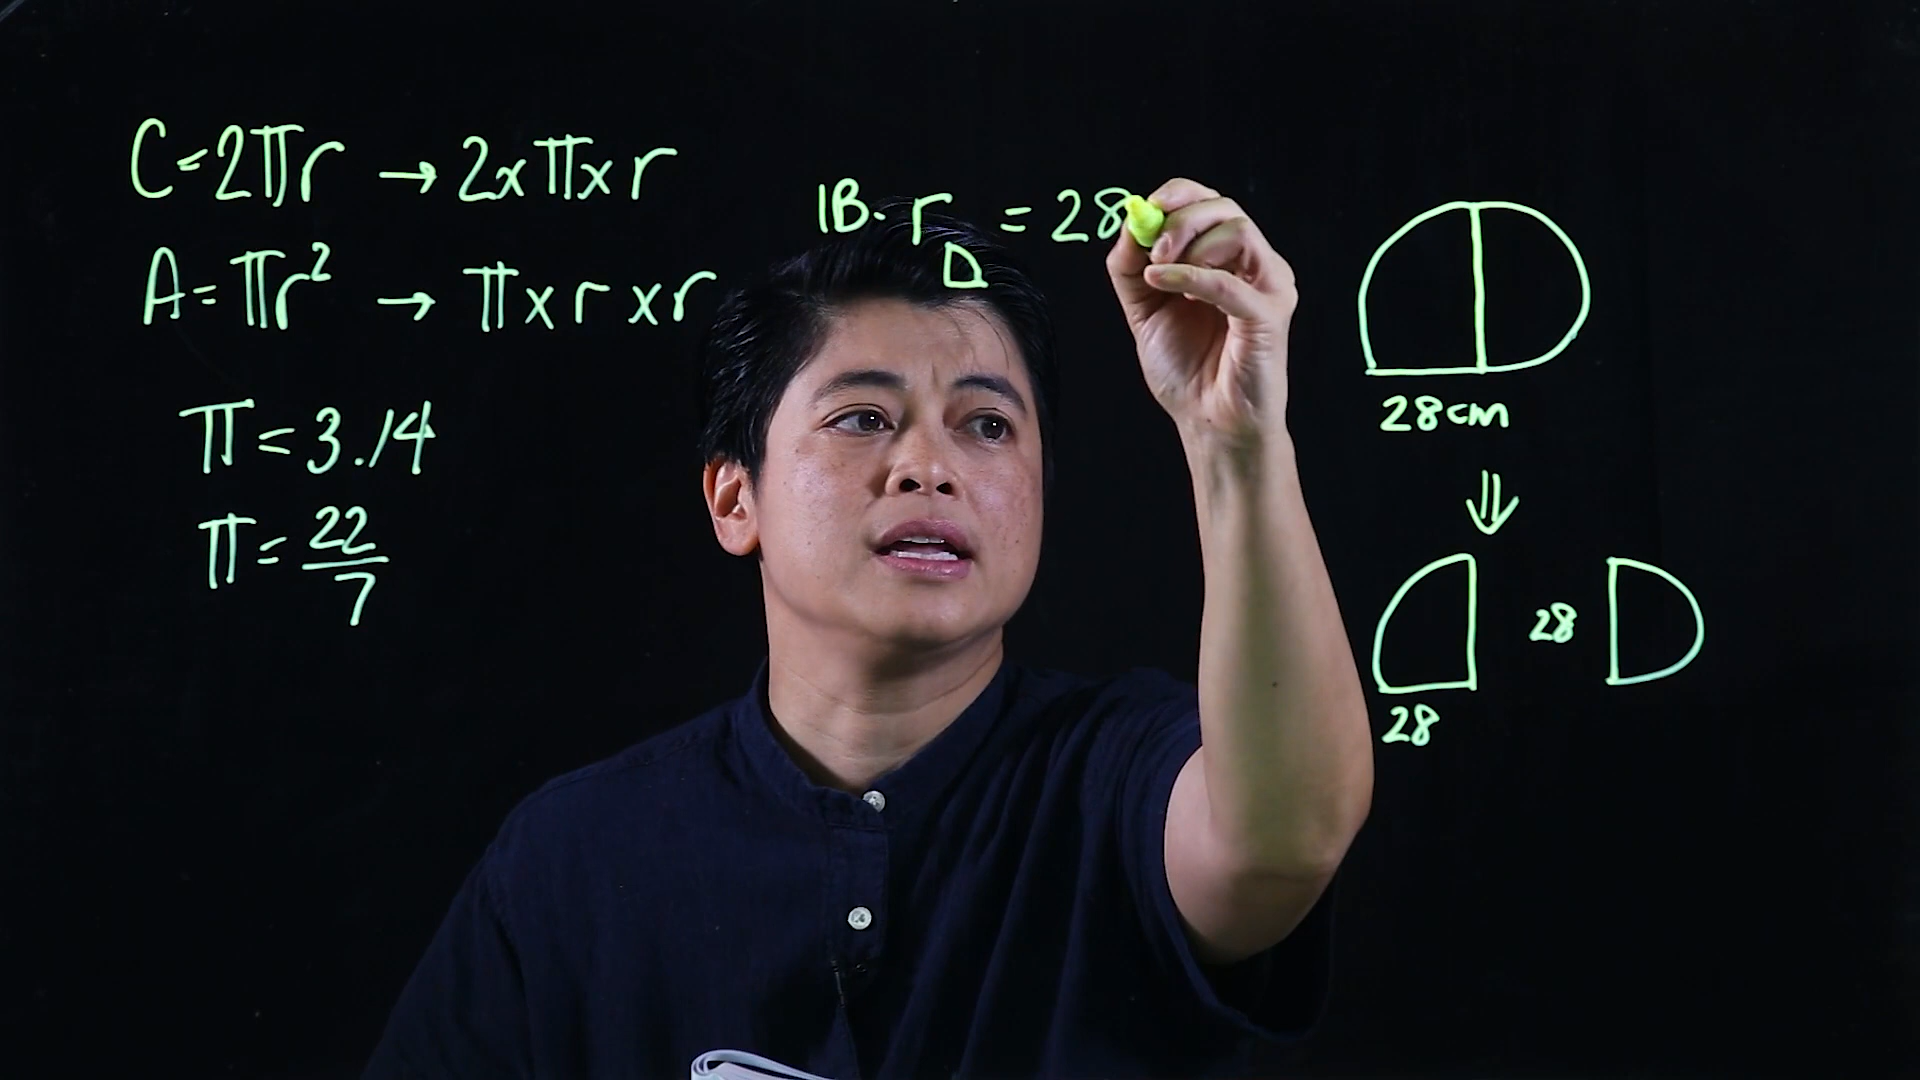 C=2πr → 2xπxr
A=πr² → πxrxr
π=3.14
π=22/7
1B. r = 28
D
28cm
⇓
28
28